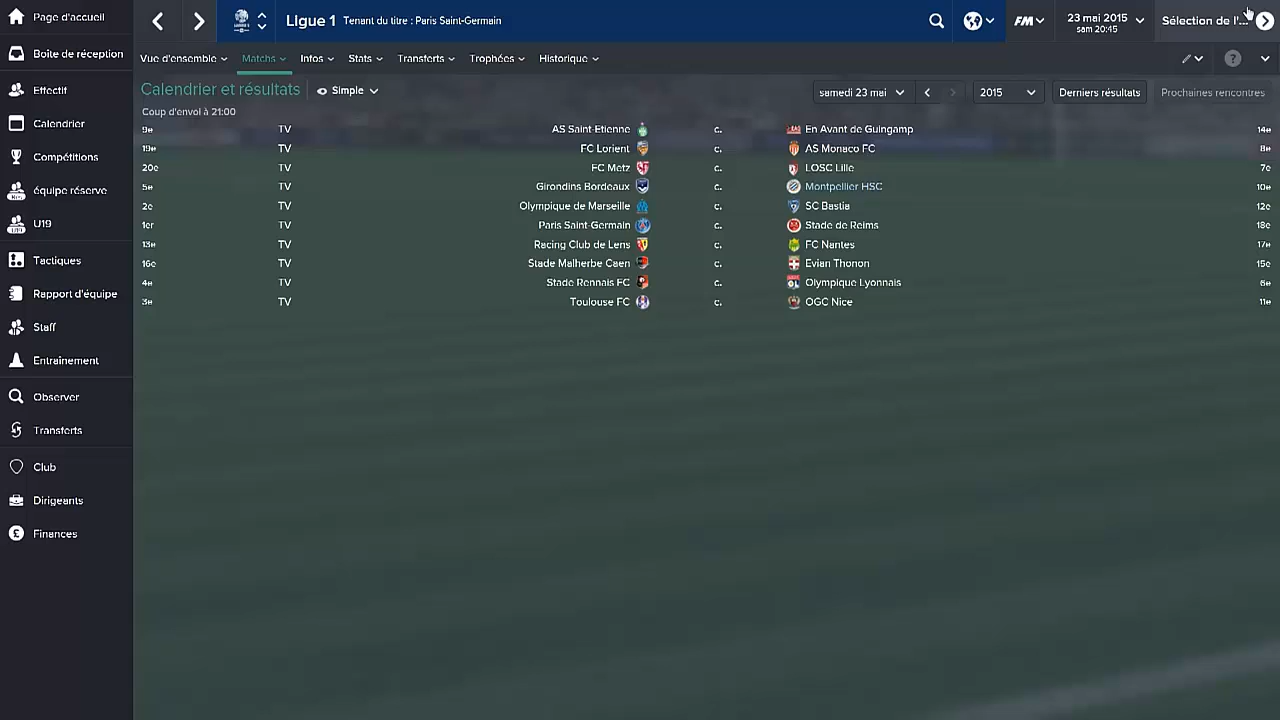 Page d'accueil
Ligue 1 Tenant du titre : Paris Saint-Germain
FM
23 mai 2015
sam 20:45
Sélection de l'...
Boîte de réception
Vue d'ensemble Matchs Infos Stats Transferts Trophées Historique
Calendrier et résultats Simple
samedi 23 mai 2015 Derniers résultats Prochaines rencontres
Coup d'envoi à 21:00
9e TV AS Saint-Etienne c. En Avant de Guingamp 14e
19e TV FC Lorient c. AS Monaco FC 8e
20e TV FC Metz c. LOSC Lille 7e
5e TV Girondins Bordeaux c. Montpellier HSC 10e
2e TV Olympique de Marseille c. SC Bastia 12e
1er TV Paris Saint-Germain c. Stade de Reims 18e
13e TV Racing Club de Lens c. FC Nantes 17e
16e TV Stade Malherbe Caen c. Evian Thonon 15e
4e TV Stade Rennais FC c. Olympique Lyonnais 6e
3e TV Toulouse FC c. OGC Nice 11e
Effectif
Calendrier
Compétitions
équipe réserve
U19
Tactiques
Rapport d'équipe
Staff
Entraînement
Observer
Transferts
Club
Dirigeants
Finances